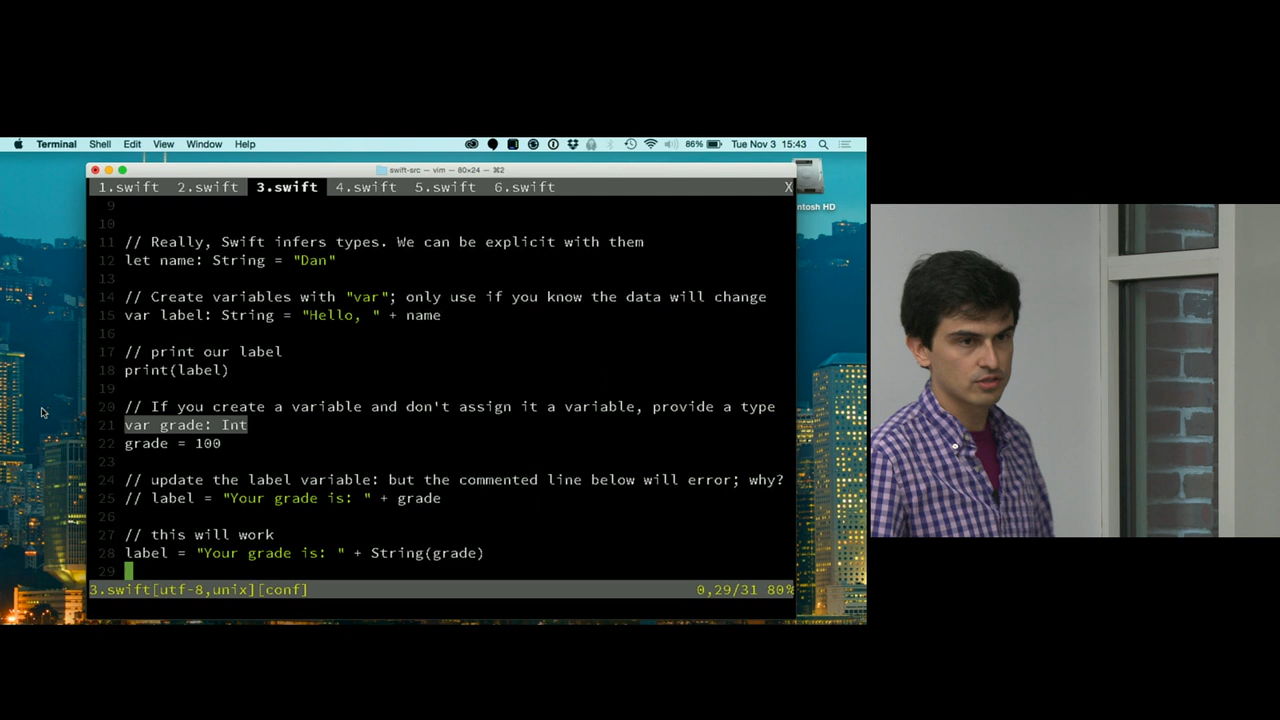 Terminal Shell Edit View Window Help 86% Tue Nov 3 15:43
swift-src — vim — 80×24 — ⌘2
1.swift 2.swift 3.swift 4.swift 5.swift 6.swift X
ntosh HD
9
10
11 // Really, Swift infers types. We can be explicit with them
12 let name: String = "Dan"
13
14 // Create variables with "var"; only use if you know the data will change
15 var label: String = "Hello, " + name
16
17 // print our label
18 print(label)
19
20 // If you create a variable and don't assign it a variable, provide a type
21 var grade: Int
22 grade = 100
23
24 // update the label variable: but the commented line below will error; why?
25 // label = "Your grade is: " + grade
26
27 // this will work
28 label = "Your grade is: " + String(grade)
29
3.swift[utf-8,unix][conf] 0,29/31 80%